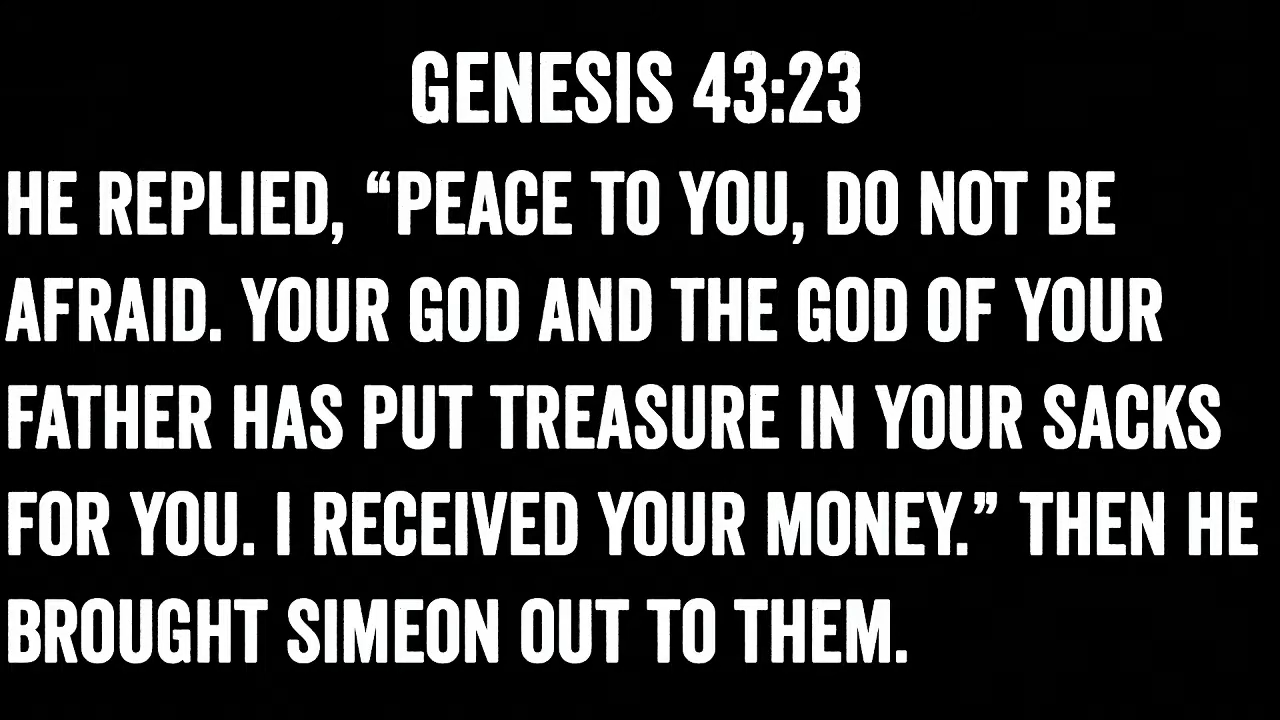 GENESIS 43:23
HE REPLIED, “PEACE TO YOU, DO NOT BE
AFRAID. YOUR GOD AND THE GOD OF YOUR
FATHER HAS PUT TREASURE IN YOUR SACKS
FOR YOU. I RECEIVED YOUR MONEY.” THEN HE
BROUGHT SIMEON OUT TO THEM.